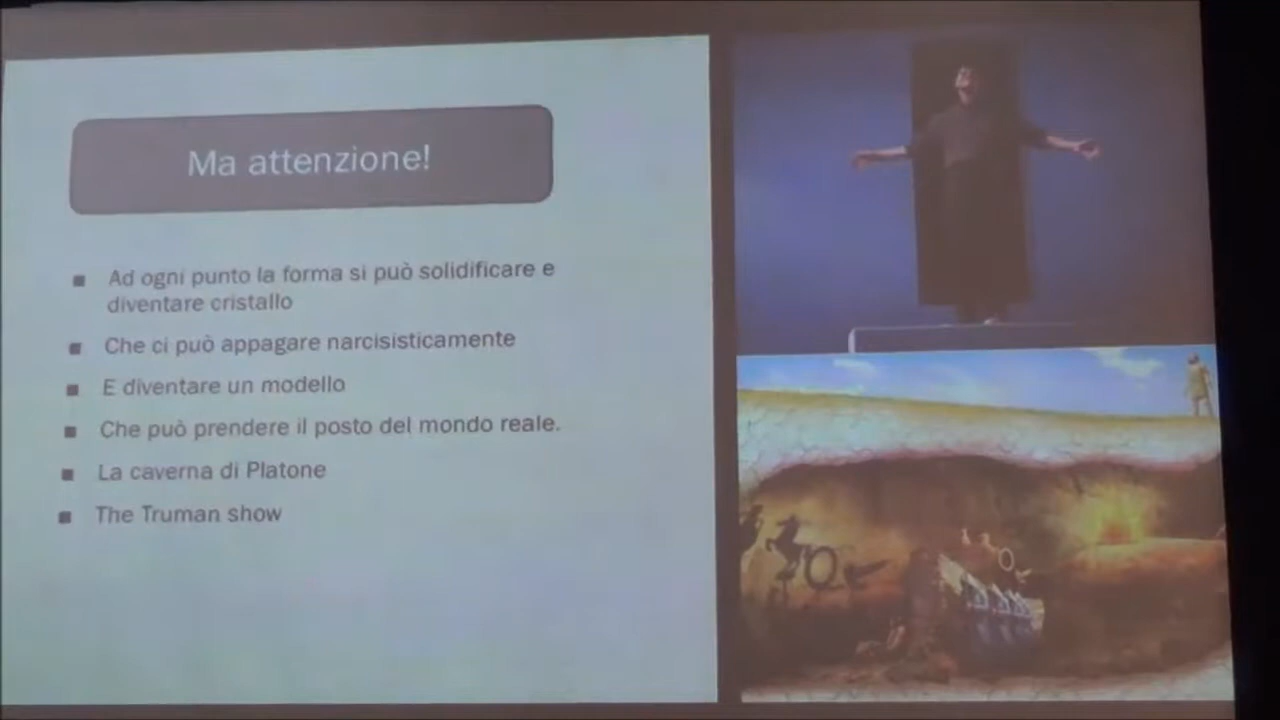 Ma attenzione!
Ad ogni punto la forma si può solidificare e
diventare cristallo
Che ci può appagare narcisisticamente
E diventare un modello
Che può prendere il posto del mondo reale.
La caverna di Platone
The Truman show